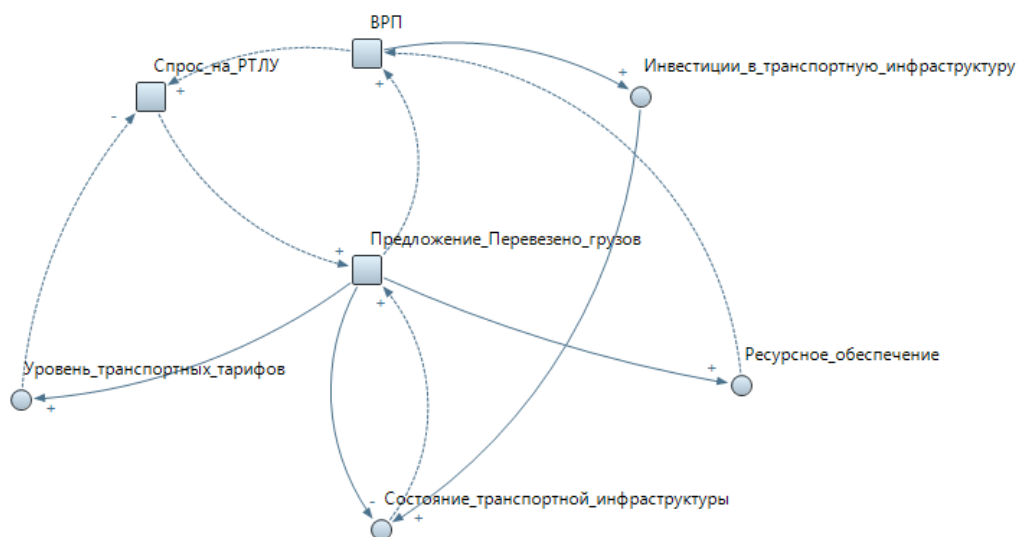 ВРП
Спрос_на_РТЛУ
Инвестиции_в_транспортную_инфраструктуру
+
+
+
-
Предложение_Перевезено_грузов
+
+
Ресурсное_обеспечение
Уровень_транспортных_тарифов
+
+
Состояние_транспортной_инфраструктуры
-
+